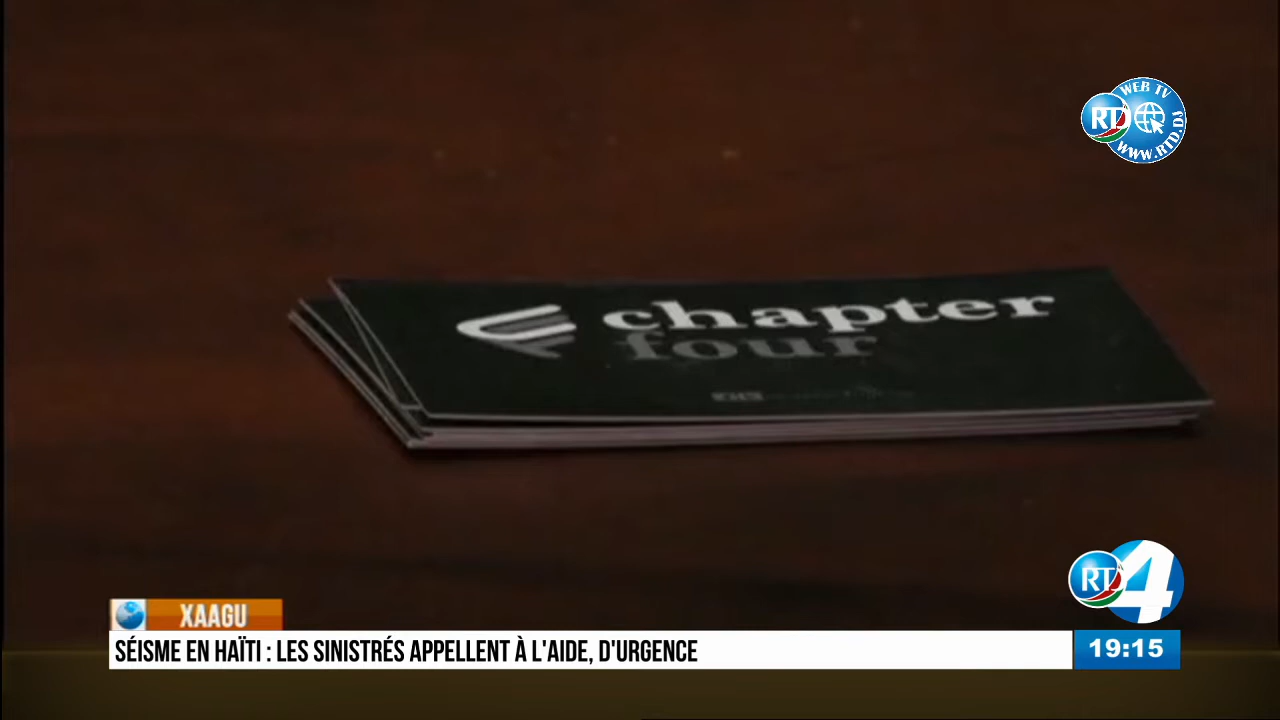 WEB TV
RTD
WWW.RTD.DJ
chapter
four
RT
4
XAAGU
SÉISME EN HAÏTI : LES SINISTRÉS APPELLENT À L'AIDE, D'URGENCE
19:15